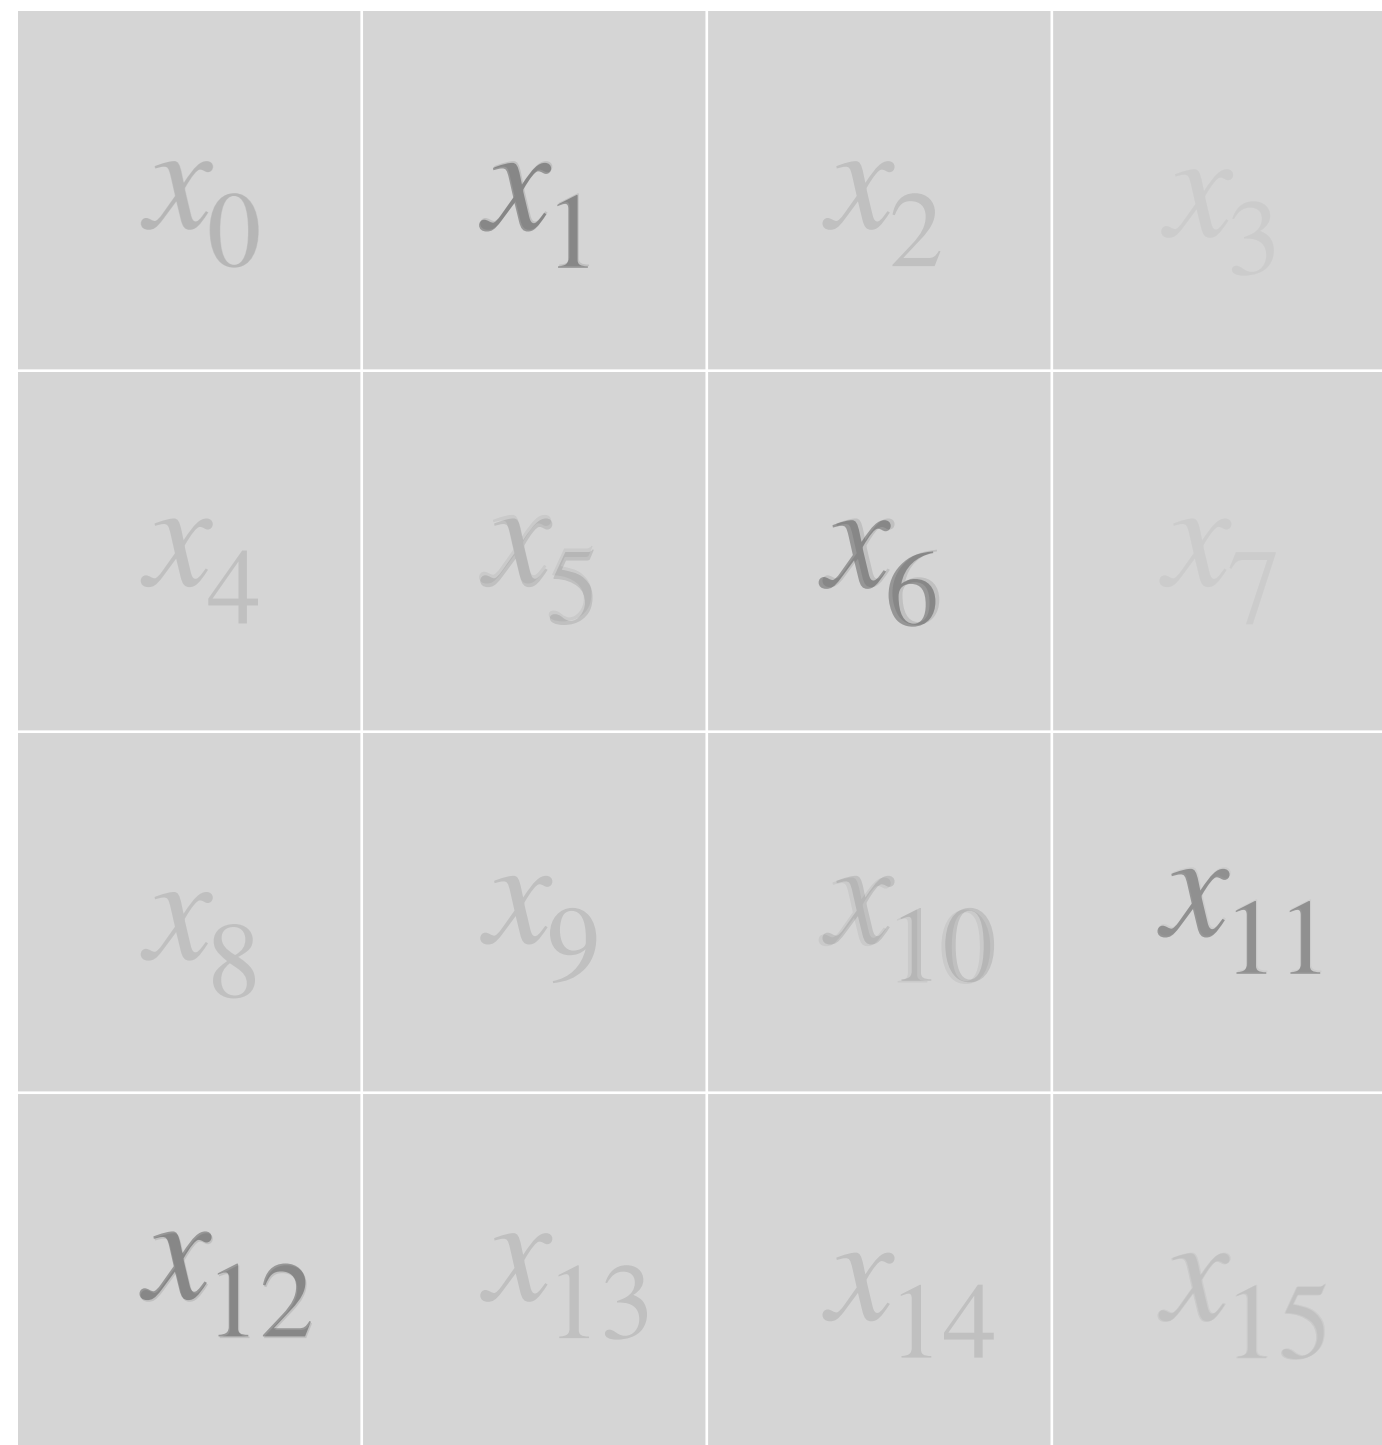 x₀ x₁ x₂ x₃
x₄ x₅ x₆ x₇
x₈ x₉ x₁₀ x₁₁
x₁₂ x₁₃ x₁₄ x₁₅